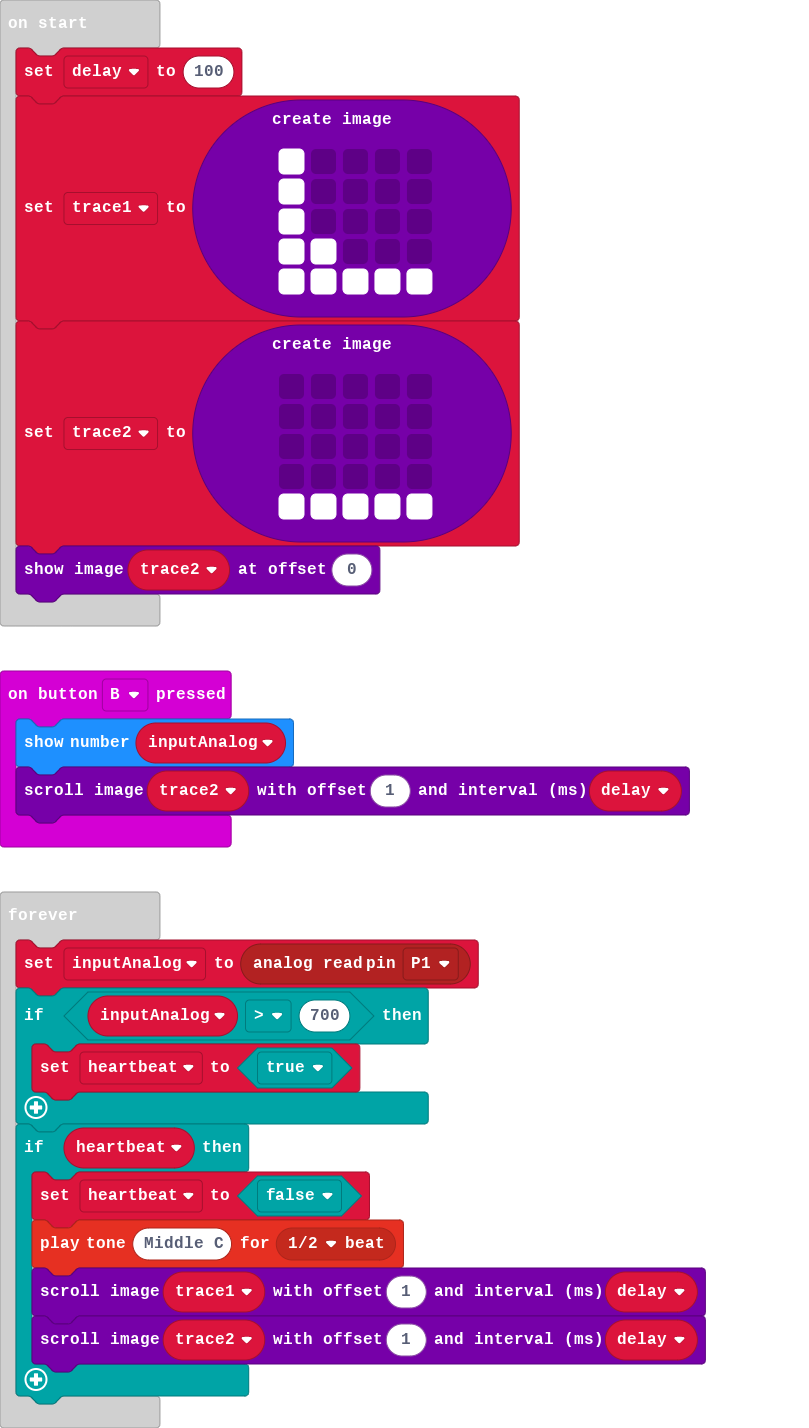 on start
set delay to 100
create image
set trace1 to
create image
set trace2 to
show image trace2 at offset 0
on button B pressed
show number inputAnalog
scroll image trace2 with offset 1 and interval (ms) delay
forever
set inputAnalog to analog read pin P1
if inputAnalog > 700 then
set heartbeat to true
if heartbeat then
set heartbeat to false
play tone Middle C for 1/2 beat
scroll image trace1 with offset 1 and interval (ms) delay
scroll image trace2 with offset 1 and interval (ms) delay